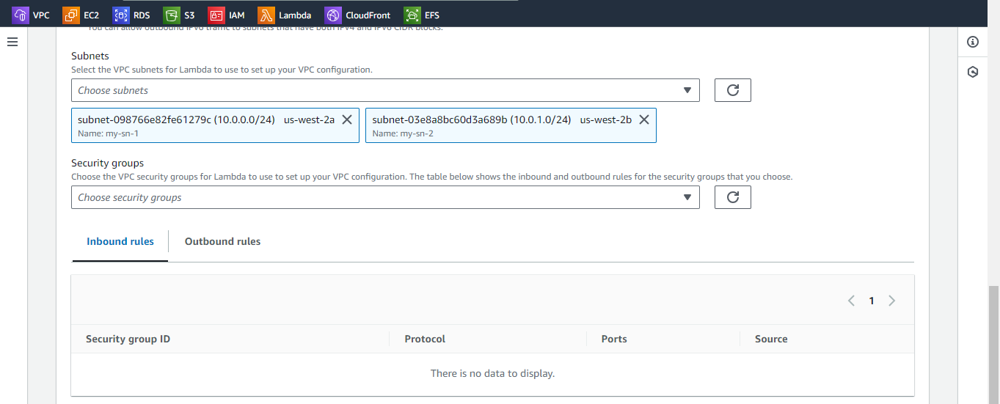 VPC EC2 RDS S3 IAM Lambda CloudFront EFS
You can allow outbound IPv6 traffic to subnets that have both IPv4 and IPv6 CIDR blocks.
Subnets
Select the VPC subnets for Lambda to use to set up your VPC configuration.
Choose subnets
subnet-098766e82fe61279c (10.0.0.0/24) us-west-2a
Name: my-sn-1
subnet-03e8a8bc60d3a689b (10.0.1.0/24) us-west-2b
Name: my-sn-2
Security groups
Choose the VPC security groups for Lambda to use to set up your VPC configuration. The table below shows the inbound and outbound rules for the security groups that you choose.
Choose security groups
Inbound rules Outbound rules
1
Security group ID Protocol Ports Source
There is no data to display.